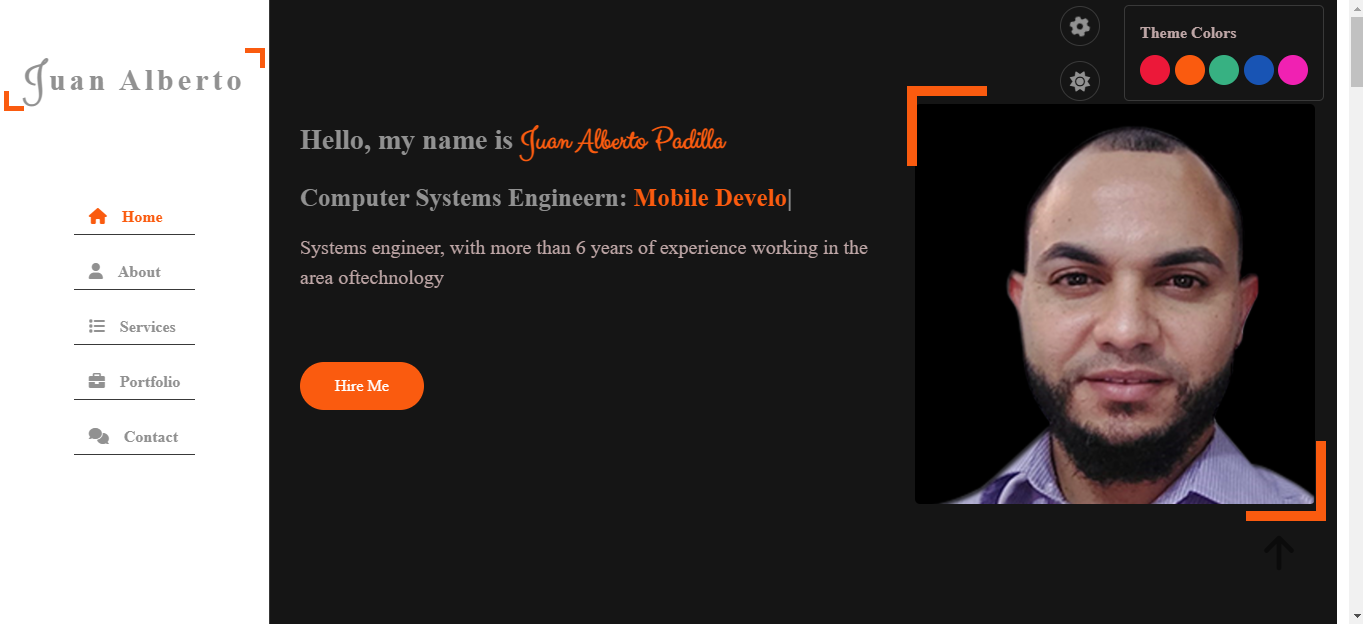 Juan Alberto
Home
About
Services
Portfolio
Contact
Theme Colors
Hello, my name is Juan Alberto Padilla
Computer Systems Engineern: Mobile Develo|
Systems engineer, with more than 6 years of experience working in the
area oftechnology
Hire Me